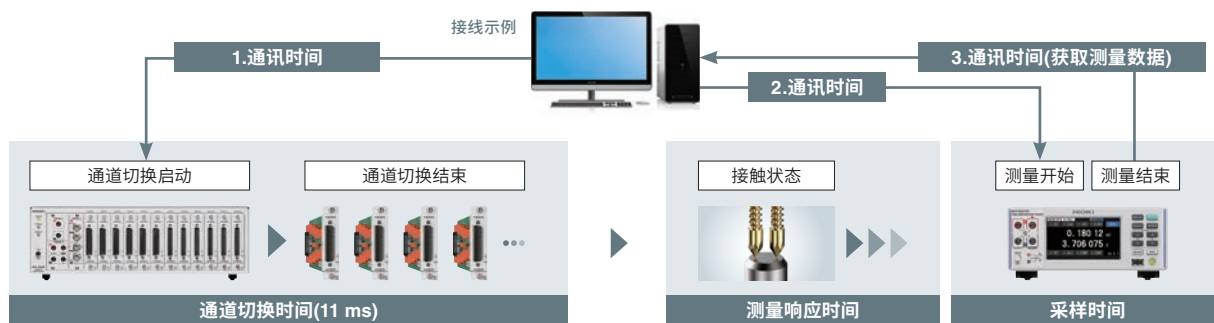 接线示例
1.通讯时间
3.通讯时间(获取测量数据)
2.通讯时间
通道切换启动
通道切换结束
接触状态
测量开始
测量结束
HIOKI
0.180 12
3.706 075
通道切换时间(11 ms)
测量响应时间
采样时间